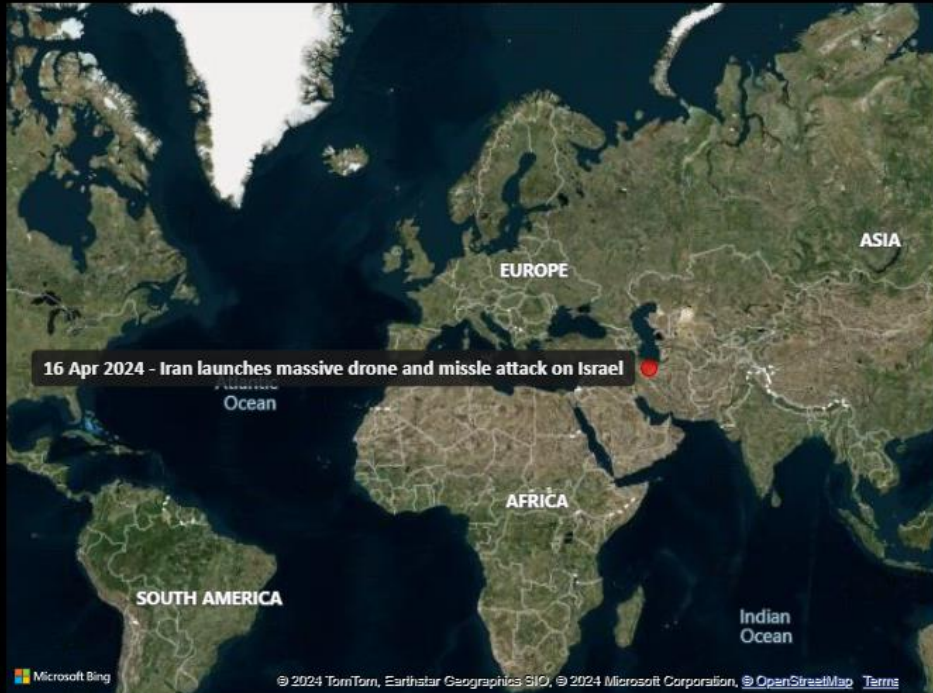 ASIA
EUROPE
16 Apr 2024 - Iran launches massive drone and missle attack on Israel
Atlantic
Ocean
AFRICA
SOUTH AMERICA
Indian
Ocean
Microsoft Bing
© 2024 TomTom, Earthstar Geographics SIO, © 2024 Microsoft Corporation, © OpenStreetMap Terms